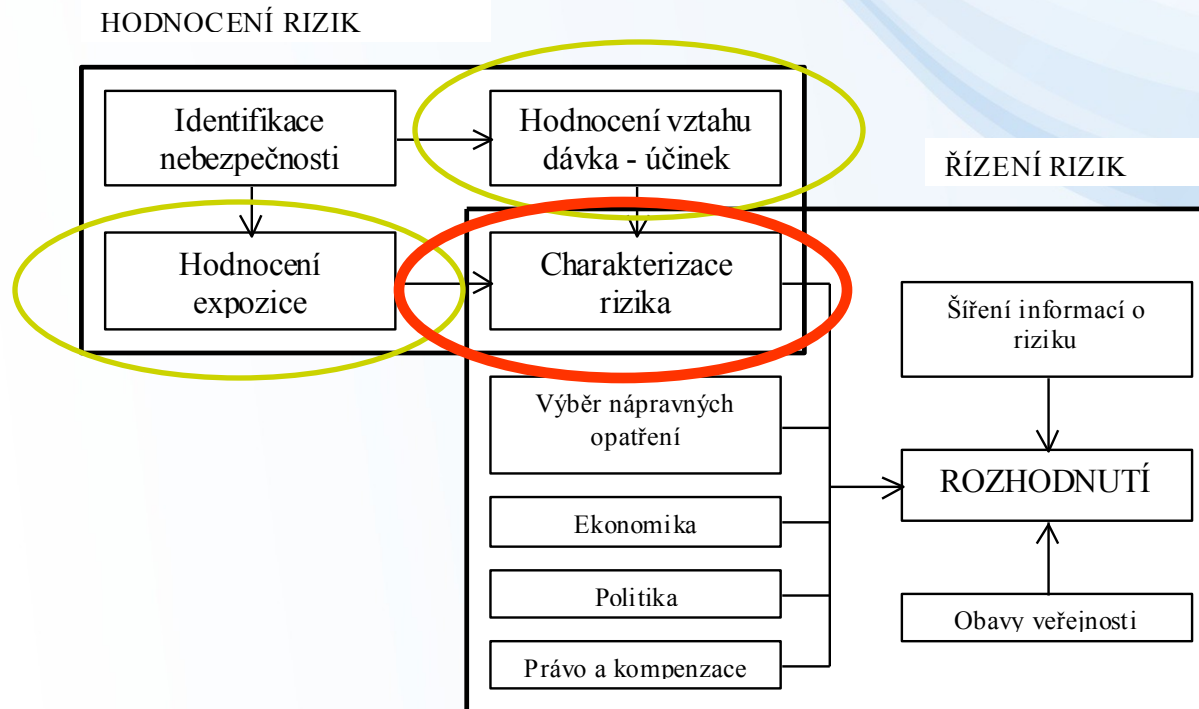 HODNOCENÍ RIZIK
Identifikace
nebezpečnosti
Hodnocení vztahu
dávka - účinek
ŘÍZENÍ RIZIK
Hodnocení
expozice
Charakterizace
rizika
Šíření informací o
riziku
Výběr nápravných
opatření
ROZHODNUTÍ
Ekonomika
Politika
Obavy veřejnosti
Právo a kompenzace